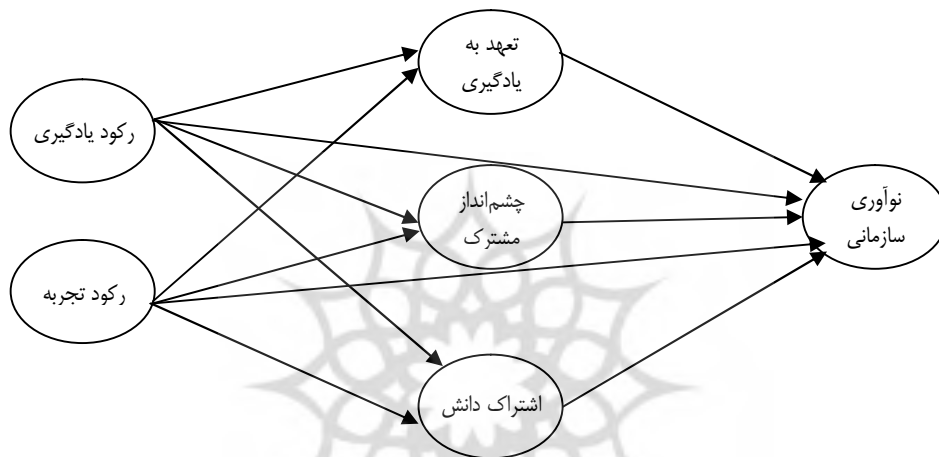 تعهد به
یادگیری
رکود یادگیری
چشم‌انداز
مشترک
نوآوری
سازمانی
رکود تجربه
اشتراک دانش